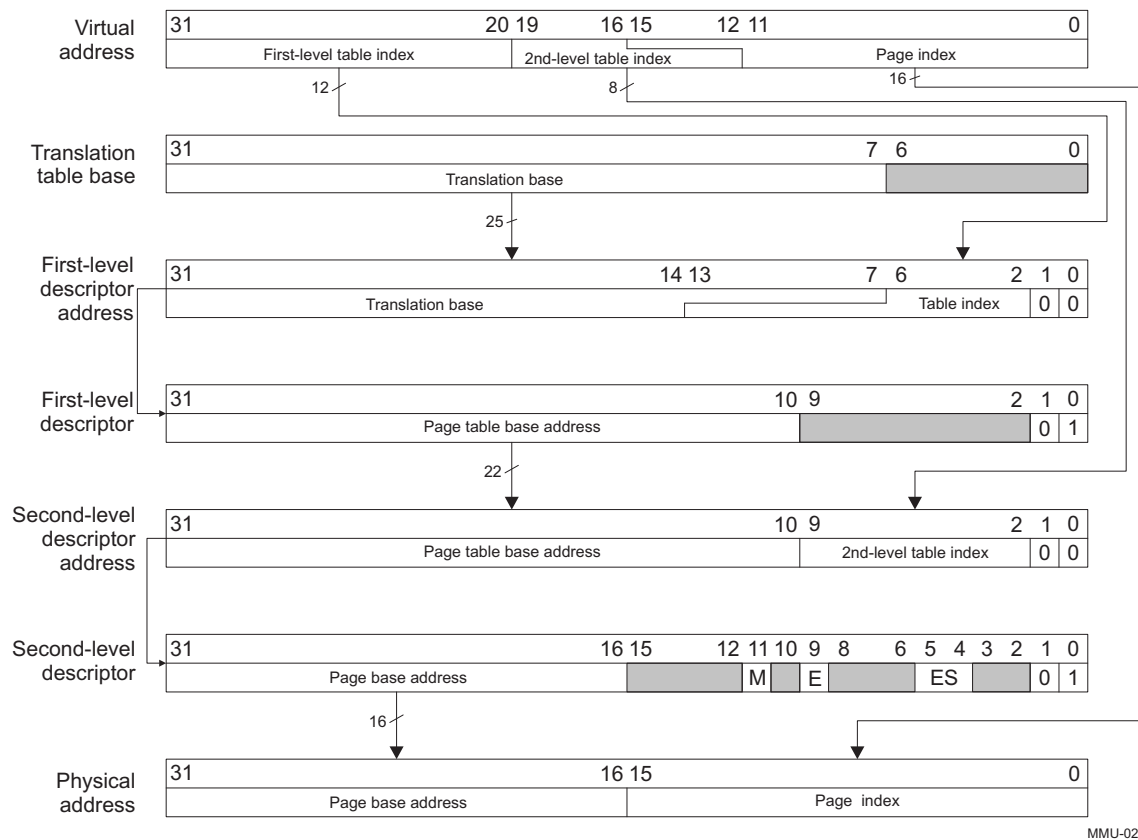 Virtual
address
31 20 19 16 15 12 11 0
First-level table index 2nd-level table index Page index
12 8 16
Translation
table base
31 7 6 0
Translation base
25
First-level
descriptor
address
31 14 13 7 6 2 1 0
Translation base Table index 0 0
First-level
descriptor
31 10 9 2 1 0
Page table base address 0 1
22
Second-level
descriptor
address
31 10 9 2 1 0
Page table base address 2nd-level table index 0 0
Second-level
descriptor
31 16 15 12 11 10 9 8 6 5 4 3 2 1 0
Page base address M E ES 0 1
16
Physical
address
31 16 15 0
Page base address Page index
MMU-02